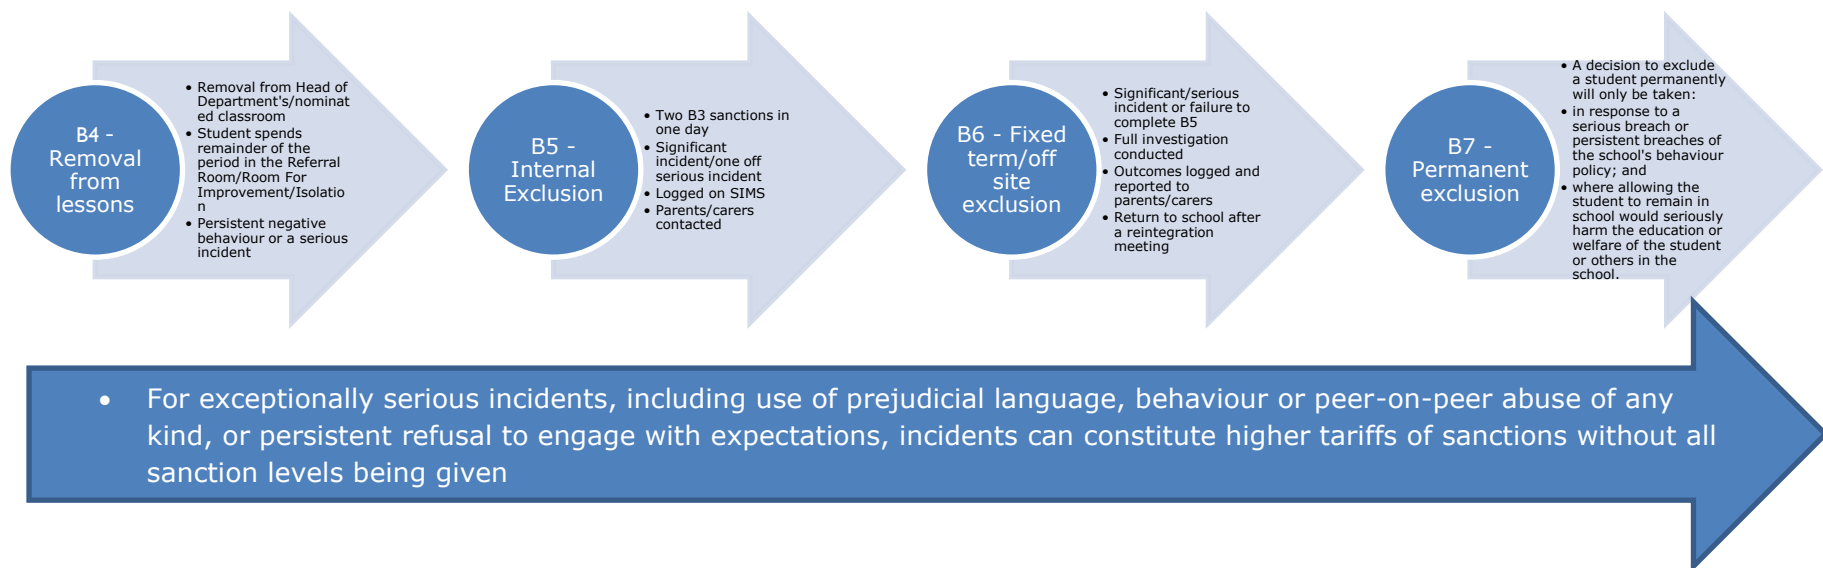 B4 -
Removal
from
lessons
• Removal from Head of
Department's/nominat
ed classroom
• Student spends
remainder of the
period in the Referral
Room/Room For
Improvement/Isolatio
n
• Persistent negative
behaviour or a serious
incident
B5 -
Internal
Exclusion
• Two B3 sanctions in
one day
• Significant
incident/one off
serious incident
• Logged on SIMS
• Parents/carers
contacted
B6 - Fixed
term/off
site
exclusion
• Significant/serious
incident or failure to
complete B5
• Full investigation
conducted
• Outcomes logged and
reported to
parents/carers
• Return to school after
a reintegration
meeting
B7 -
Permanent
exclusion
• A decision to exclude
a student permanently
will only be taken:
• in response to a
serious breach or
persistent breaches of
the school's behaviour
policy; and
• where allowing the
student to remain in
school would seriously
harm the education or
welfare of the student
or others in the
school.
• For exceptionally serious incidents, including use of prejudicial language, behaviour or peer-on-peer abuse of any
kind, or persistent refusal to engage with expectations, incidents can constitute higher tariffs of sanctions without all
sanction levels being given